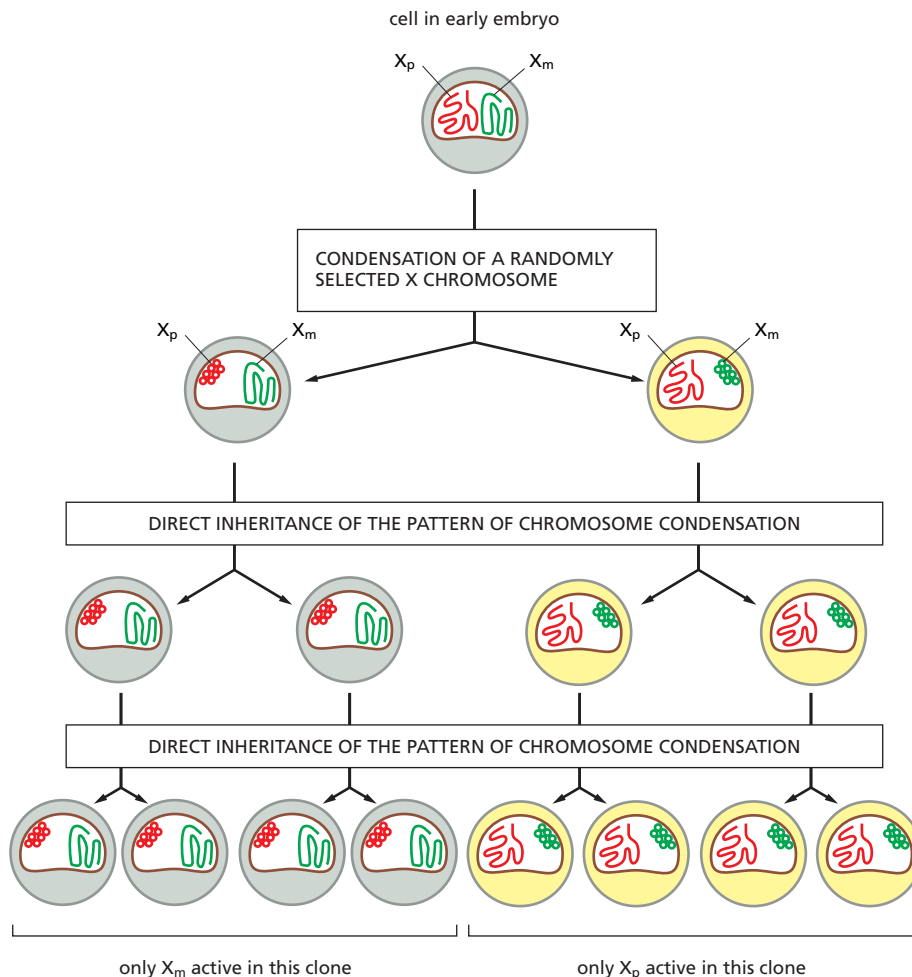 cell in early embryo
Xp Xm
CONDENSATION OF A RANDOMLY
SELECTED X CHROMOSOME
Xp Xm Xp Xm
DIRECT INHERITANCE OF THE PATTERN OF CHROMOSOME CONDENSATION
DIRECT INHERITANCE OF THE PATTERN OF CHROMOSOME CONDENSATION
only Xm active in this clone only Xp active in this clone